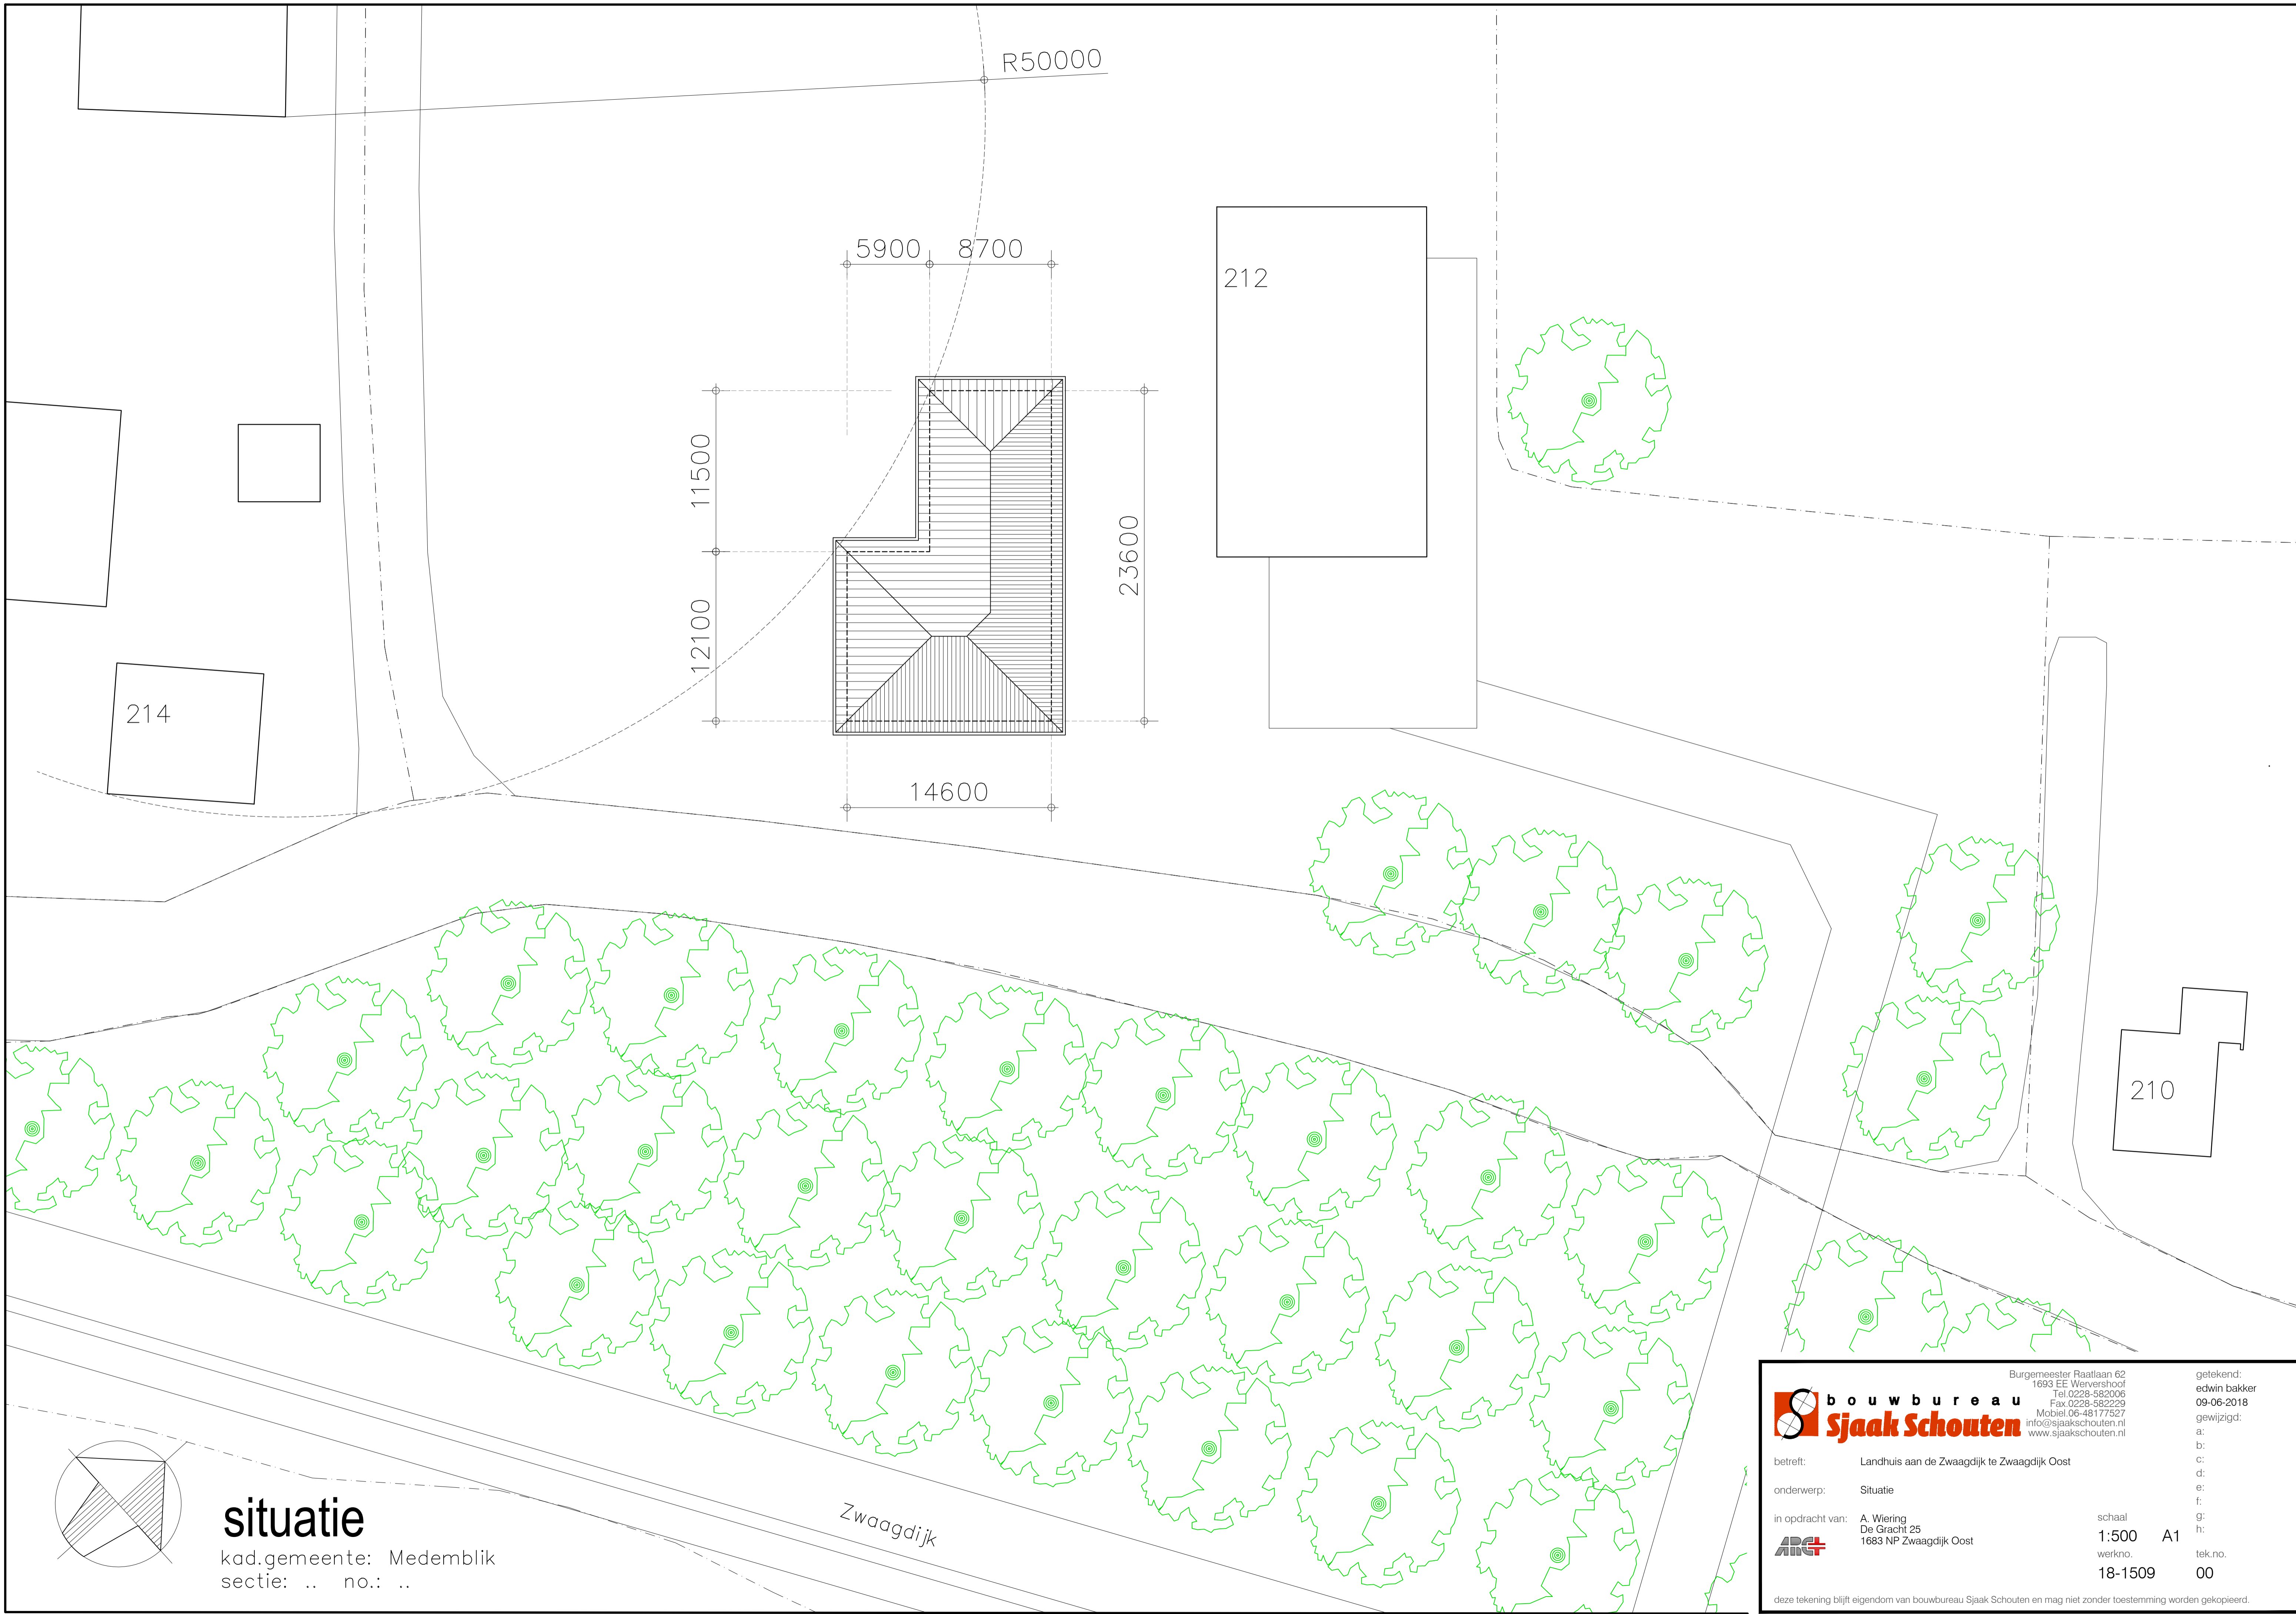 R50000
5900 8700
212
11500
23600
12100
214
14600
210
Zwaagdijk
situatie
kad.gemeente: Medemblik
sectie: .. no.: ..
bouwbureau
Sjaak Schouten
Burgemeester Raatlaan 62
1693 EE Wervershoof
Tel.0228-582006
Fax.0228-582229
Mobiel.06-48177527
info@sjaakschouten.nl
www.sjaakschouten.nl
getekend:
edwin bakker
09-06-2018
gewijzigd:
a:
b:
c:
d:
e:
f:
g:
h:
betreft: Landhuis aan de Zwaagdijk te Zwaagdijk Oost
onderwerp: Situatie
in opdracht van: A. Wiering
De Gracht 25
1683 NP Zwaagdijk Oost
ARC+
schaal
1:500 A1
werkno. tek.no.
18-1509 00
deze tekening blijft eigendom van bouwbureau Sjaak Schouten en mag niet zonder toestemming worden gekopieerd.